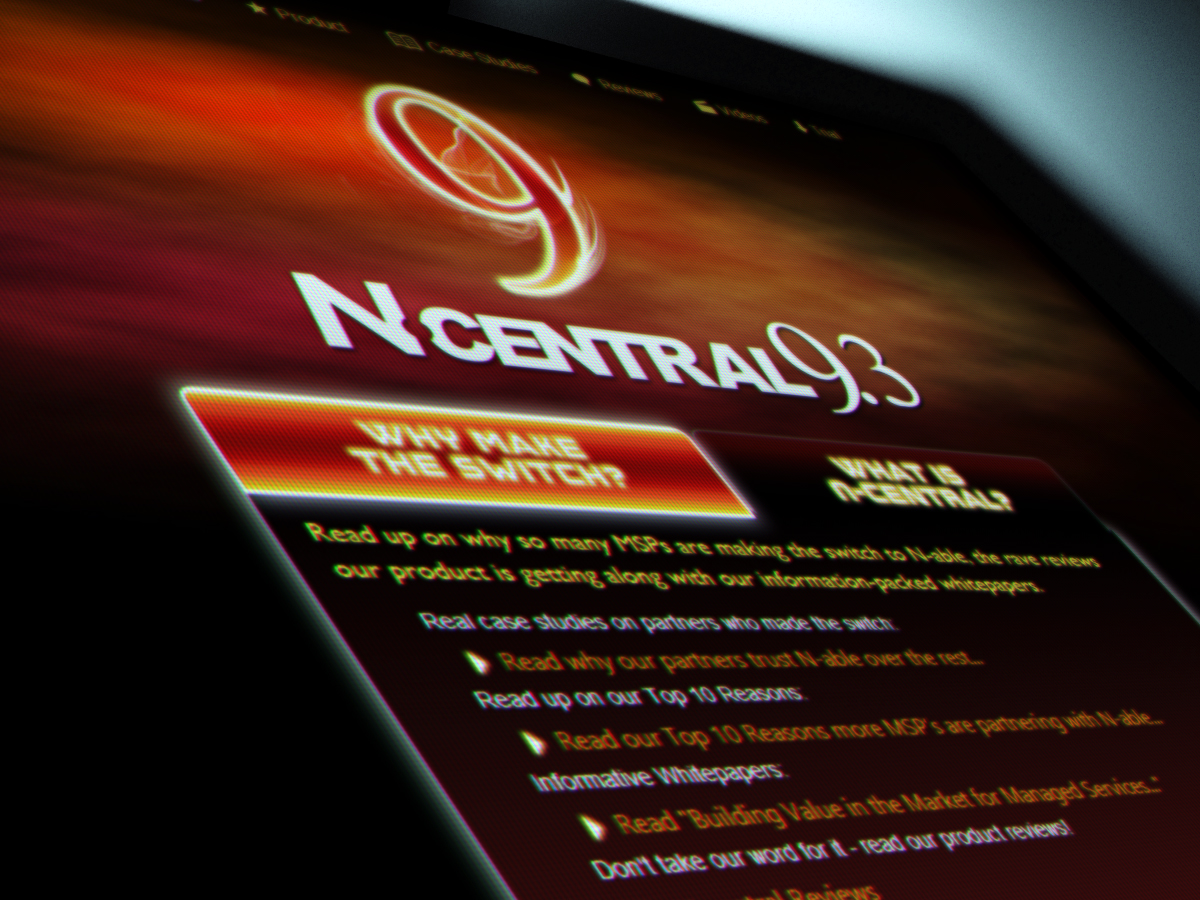 Product Case Studies Reviews Videos Trial
9
N-CENTRAL 9.3
WHY MAKE
THE SWITCH?
WHAT IS
N-CENTRAL?
Read up on why so many MSPs are making the switch to N-able, the rave reviews
our product is getting along with our information-packed whitepapers.
Real case studies on partners who made the switch:
Read why our partners trust N-able over the rest...
Read up on our Top 10 Reasons:
Read our Top 10 Reasons more MSP's are partnering with N-able...
Informative Whitepapers:
Read "Building Value in the Market for Managed Services..."
Don't take our word for it - read our product reviews!
Reviews